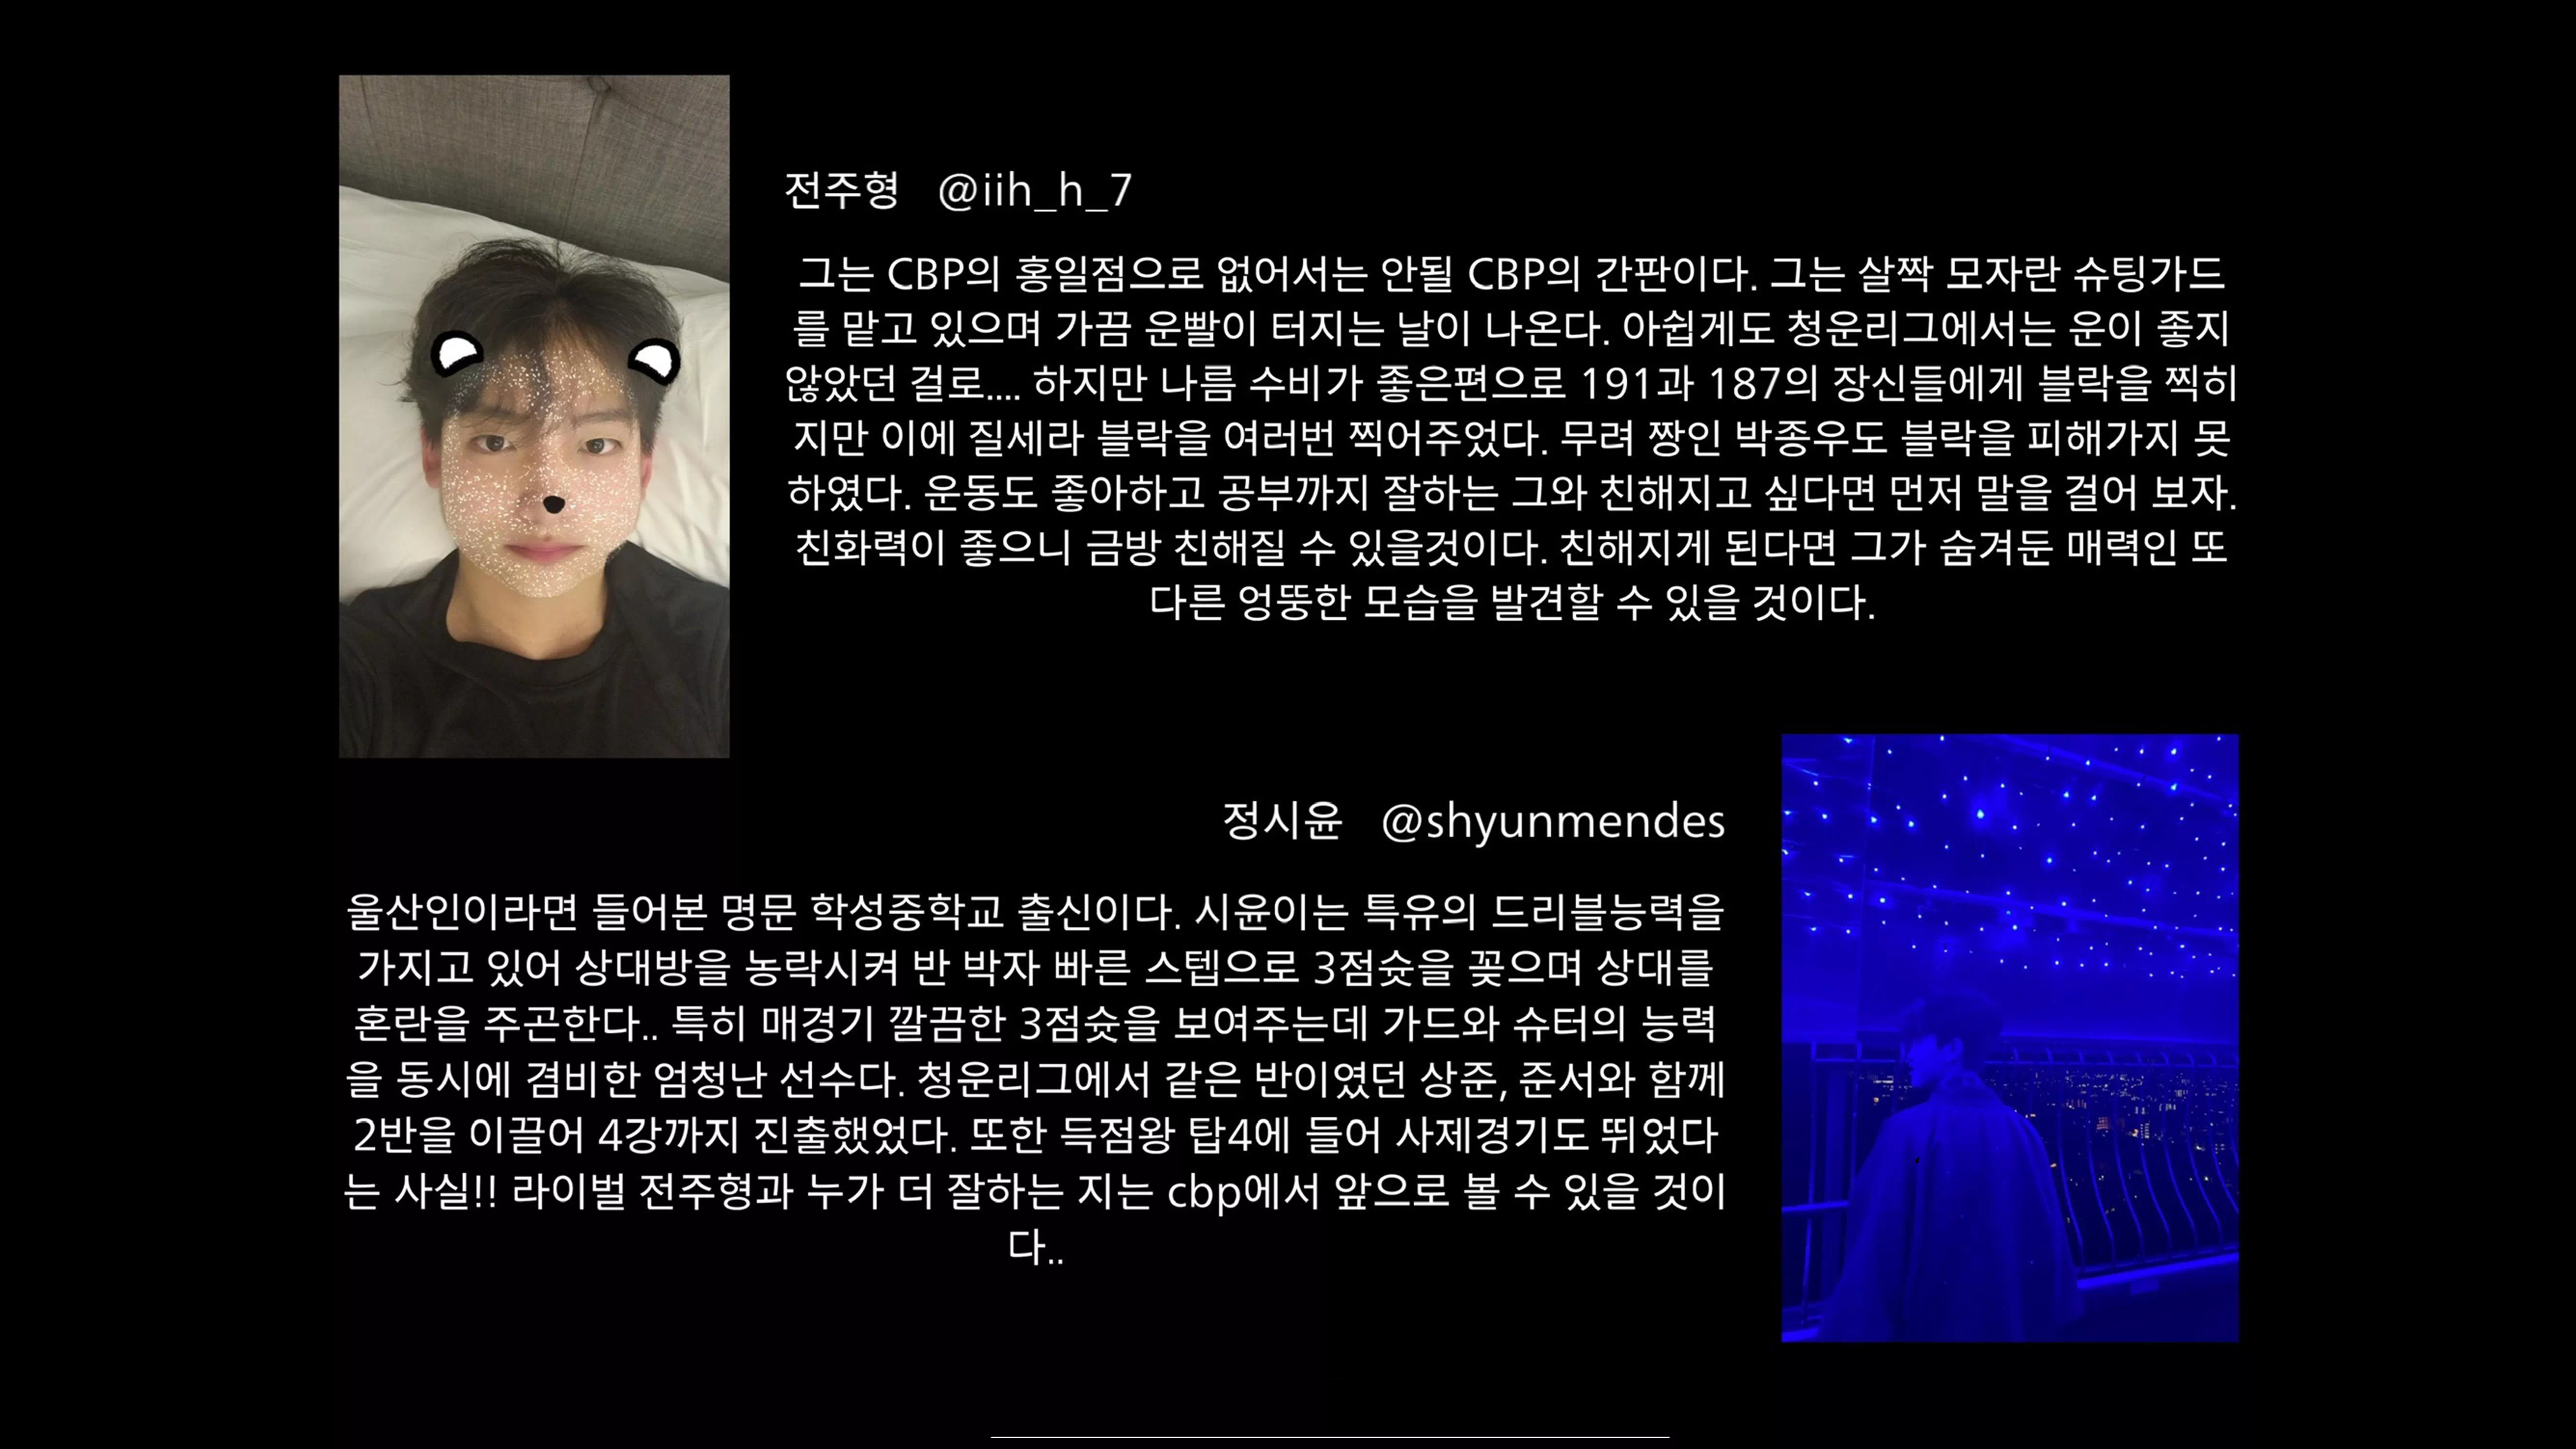 전주형 @iih_h_7
그는 CBP의 홍일점으로 없어서는 안될 CBP의 간판이다. 그는 살짝 모자란 슈팅가드
를 맡고 있으며 가끔 운빨이 터지는 날이 나온다. 아쉽게도 청운리그에서는 운이 좋지
않았던 걸로.... 하지만 나름 수비가 좋은편으로 191과 187의 장신들에게 블락을 찍히
지만 이에 질세라 블락을 여러번 찍어주었다. 무려 짱인 박종우도 블락을 피해가지 못
하였다. 운동도 좋아하고 공부까지 잘하는 그와 친해지고 싶다면 먼저 말을 걸어 보자.
친화력이 좋으니 금방 친해질 수 있을것이다. 친해지게 된다면 그가 숨겨둔 매력인 또
다른 엉뚱한 모습을 발견할 수 있을 것이다.
정시윤 @shyunmendes
울산인이라면 들어본 명문 학성중학교 출신이다. 시윤이는 특유의 드리블능력을
가지고 있어 상대방을 농락시켜 반 박자 빠른 스텝으로 3점슛을 꽂으며 상대를
혼란을 주곤한다.. 특히 매경기 깔끔한 3점슛을 보여주는데 가드와 슈터의 능력
을 동시에 겸비한 엄청난 선수다. 청운리그에서 같은 반이였던 상준, 준서와 함께
2반을 이끌어 4강까지 진출했었다. 또한 득점왕 탑4에 들어 사제경기도 뛰었다
는 사실!! 라이벌 전주형과 누가 더 잘하는 지는 cbp에서 앞으로 볼 수 있을 것이
다..